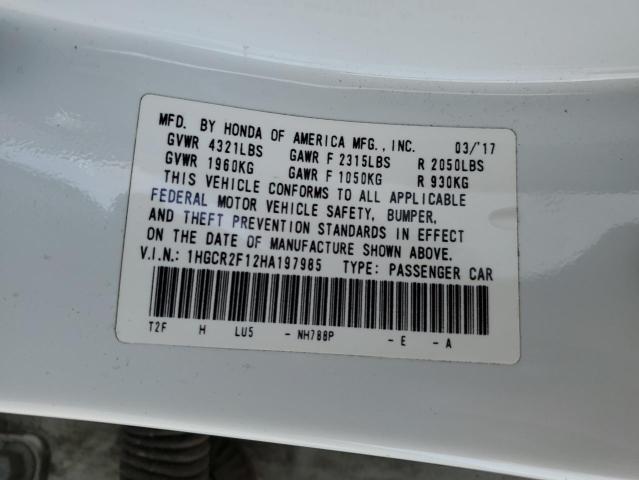 MFD. BY HONDA OF AMERICA MFG., INC. 03/'17
GVWR 4321LBS GAWR F 2315LBS R 2050LBS
GVWR 1960KG GAWR F 1050KG R 930KG
THIS VEHICLE CONFORMS TO ALL APPLICABLE
FEDERAL MOTOR VEHICLE SAFETY, BUMPER,
AND THEFT PREVENTION STANDARDS IN EFFECT
ON THE DATE OF MANUFACTURE SHOWN ABOVE.
V.I.N.: 1HGCR2F12HA197985 TYPE: PASSENGER CAR
T2F H LU5 - NH788P - E - A